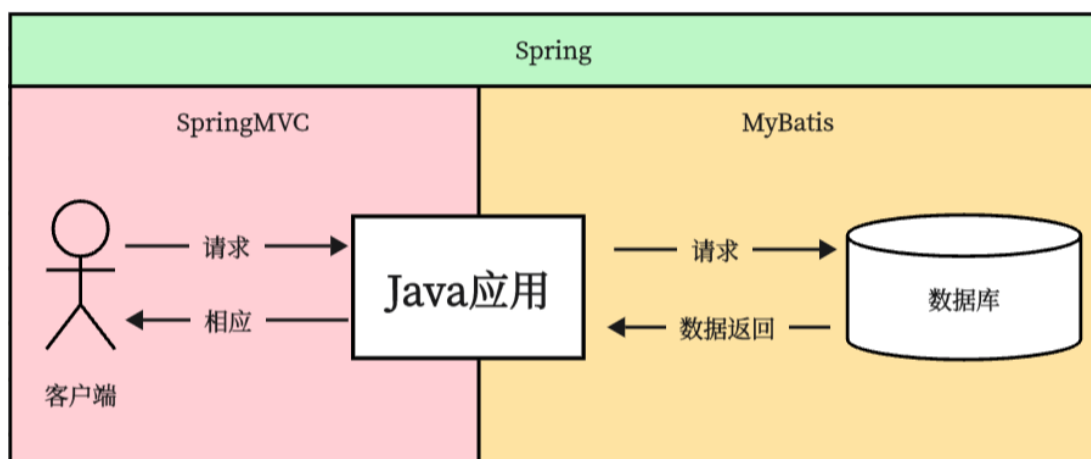 Spring
SpringMVC
MyBatis
请求
请求
Java应用
数据库
相应
数据返回
客户端